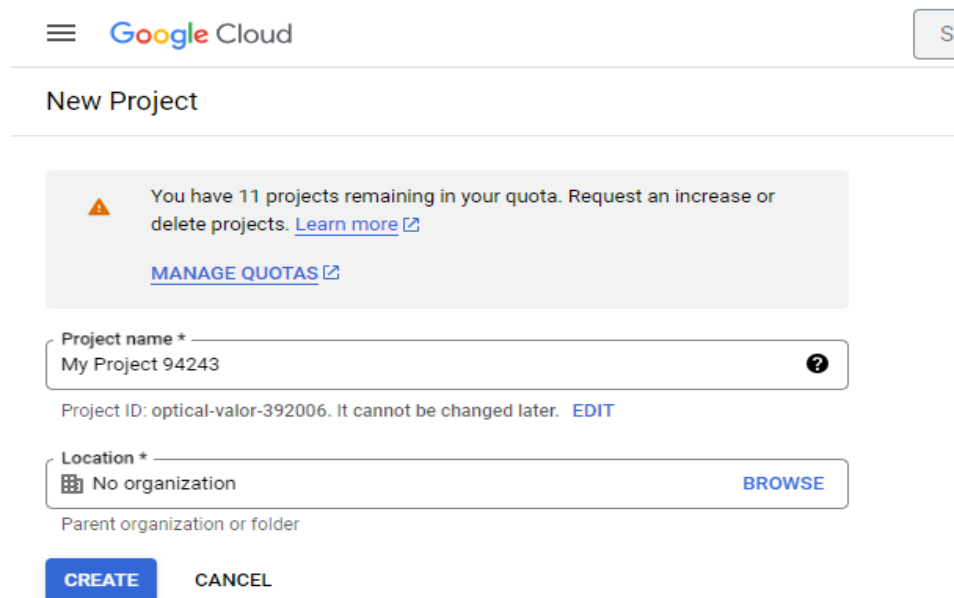 Google Cloud
S
New Project
You have 11 projects remaining in your quota. Request an increase or
delete projects. Learn more
MANAGE QUOTAS
Project name *
My Project 94243
Project ID: optical-valor-392006. It cannot be changed later. EDIT
Location *
No organization BROWSE
Parent organization or folder
CREATE CANCEL